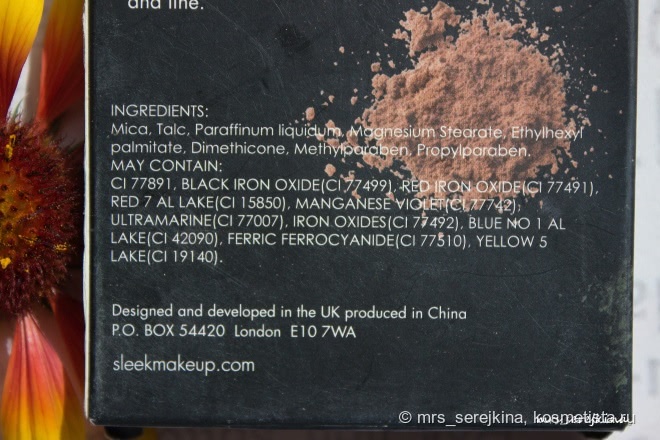 and line.
INGREDIENTS:
Mica, Talc, Paraffinum liquidum, Magnesium Stearate, Ethylhexyl
palmitate, Dimethicone, Methylparaben, Propylparaben.
MAY CONTAIN:
CI 77891, BLACK IRON OXIDE(CI 77499), RED IRON OXIDE(CI 77491),
RED 7 AL LAKE(CI 15850), MANGANESE VIOLET(CI 77742),
ULTRAMARINE(CI 77007), IRON OXIDES(CI 77492), BLUE NO 1 AL
LAKE(CI 42090), FERRIC FERROCYANIDE(CI 77510), YELLOW 5
LAKE(CI 19140).
Designed and developed in the UK produced in China
P.O. BOX 54420 London E10 7WA
sleekmakeup.com
© mrs_serejkina, kosmetista.ru